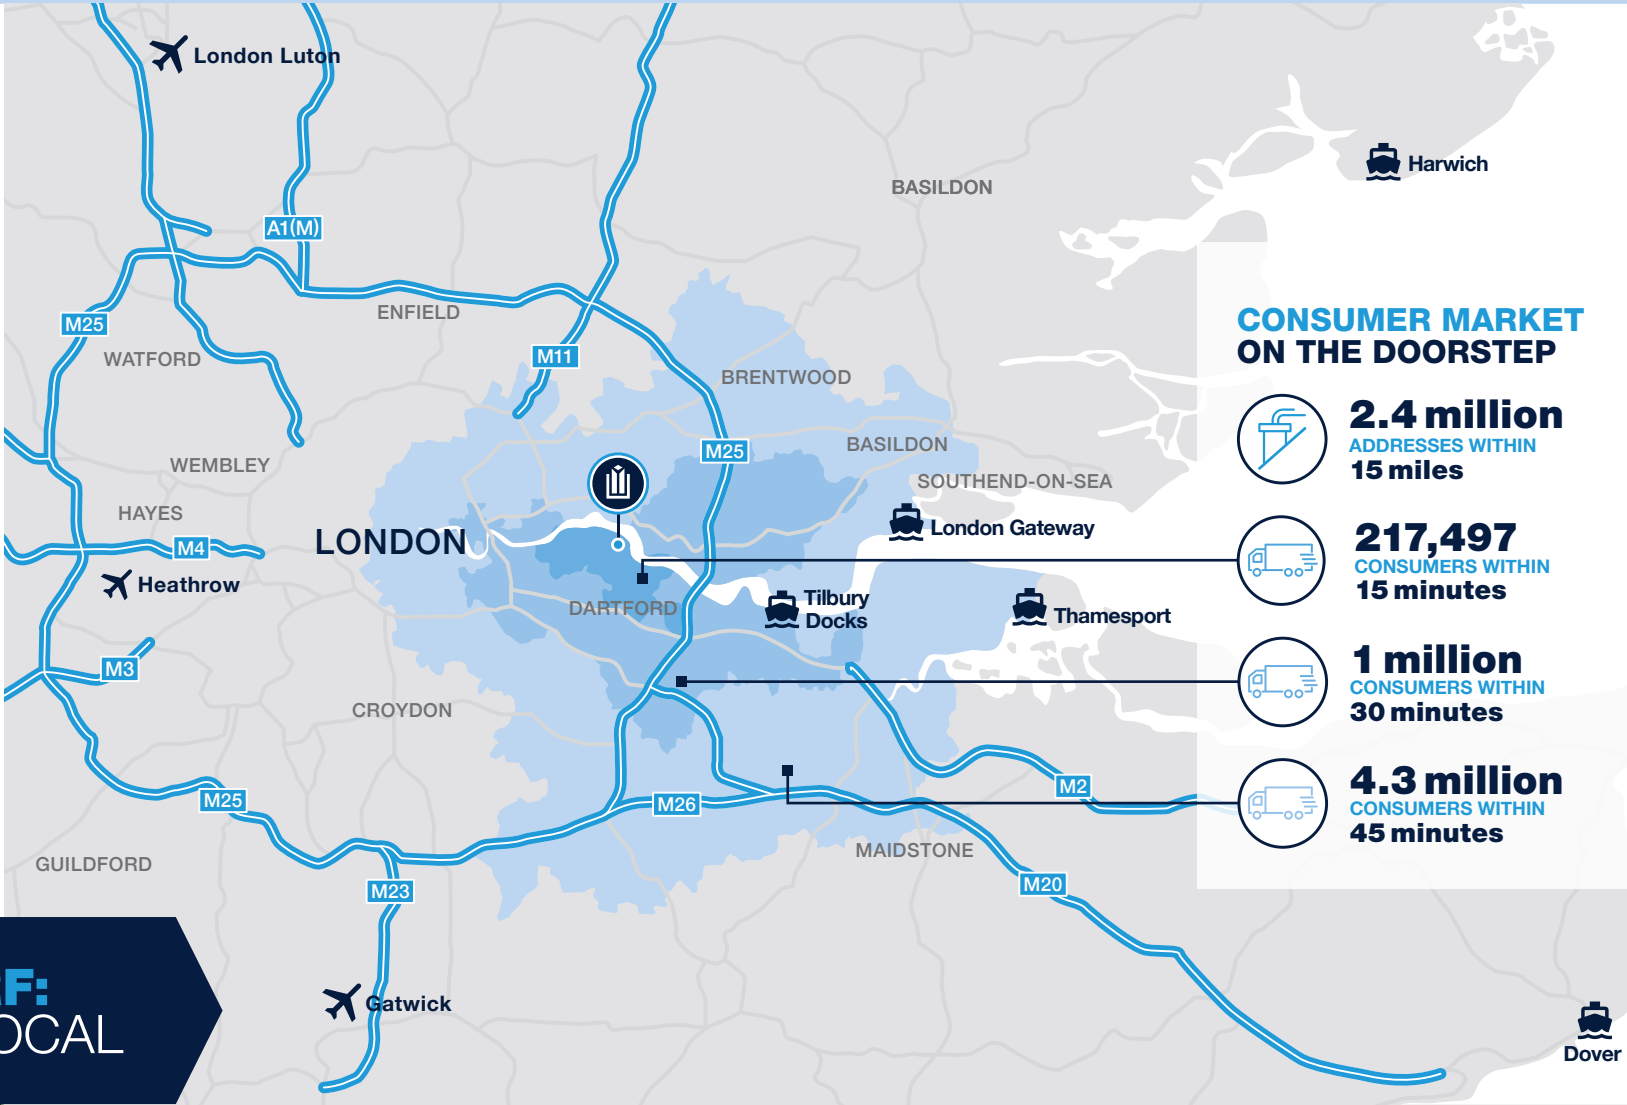 London Luton
Harwich
BASILDON
A1(M)
ENFIELD
M25
WATFORD
M11
BRENTWOOD
M25
BASILDON
WEMBLEY
SOUTHEND-ON-SEA
HAYES
LONDON
London Gateway
M4
Heathrow
DARTFORD
Tilbury
Docks
Thamesport
M3
CROYDON
M25
M26
M2
GUILDFORD
MAIDSTONE
M23
M20
Gatwick
Dover
CONSUMER MARKET
ON THE DOORSTEP
2.4 million
ADDRESSES WITHIN
15 miles
217,497
CONSUMERS WITHIN
15 minutes
1 million
CONSUMERS WITHIN
30 minutes
4.3 million
CONSUMERS WITHIN
45 minutes
F:
OCAL